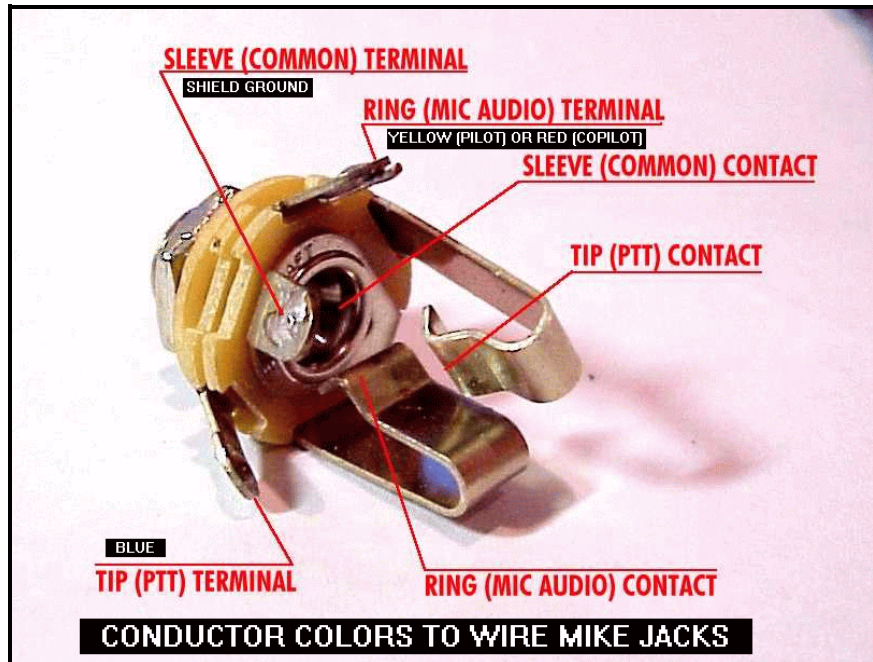 SLEEVE (COMMON) TERMINAL
SHIELD GROUND
RING (MIC AUDIO) TERMINAL
YELLOW (PILOT) OR RED (COPILOT)
SLEEVE (COMMON) CONTACT
TIP (PTT) CONTACT
BLUE
TIP (PTT) TERMINAL
RING (MIC AUDIO) CONTACT
CONDUCTOR COLORS TO WIRE MIKE JACKS